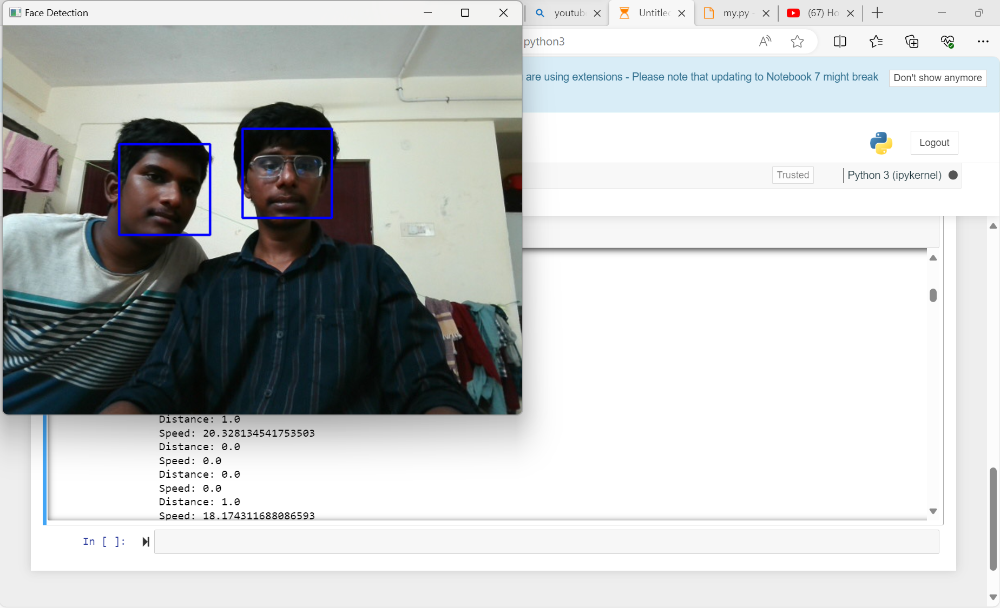 Face Detection
youtub
Untitle
my.py -
(67) Ho
python3
are using extensions - Please note that updating to Notebook 7 might break
Don't show anymore
Logout
Trusted
Python 3 (ipykernel)
Distance: 1.0
Speed: 20.328134541753503
Distance: 0.0
Speed: 0.0
Distance: 0.0
Speed: 0.0
Distance: 1.0
Speed: 18.174311688086593
In [ ]: